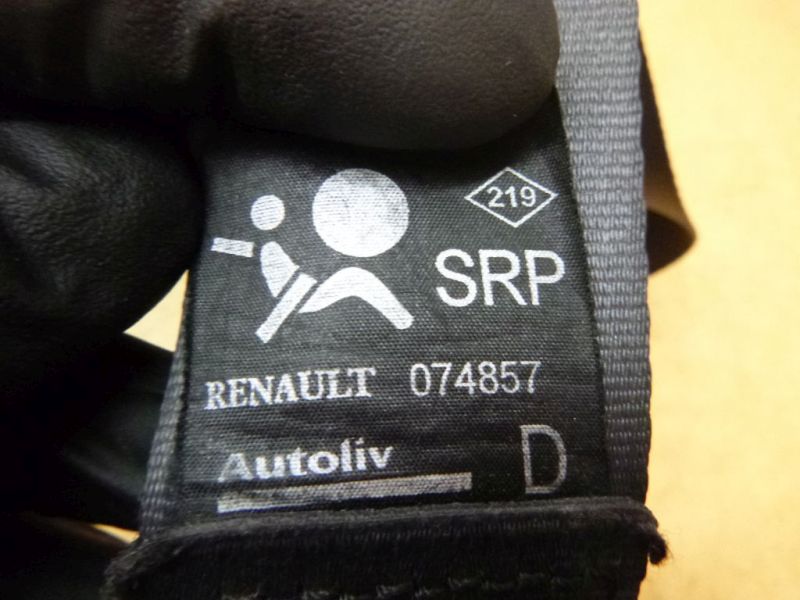 219
SRP
RENAULT 074857
Autoliv D